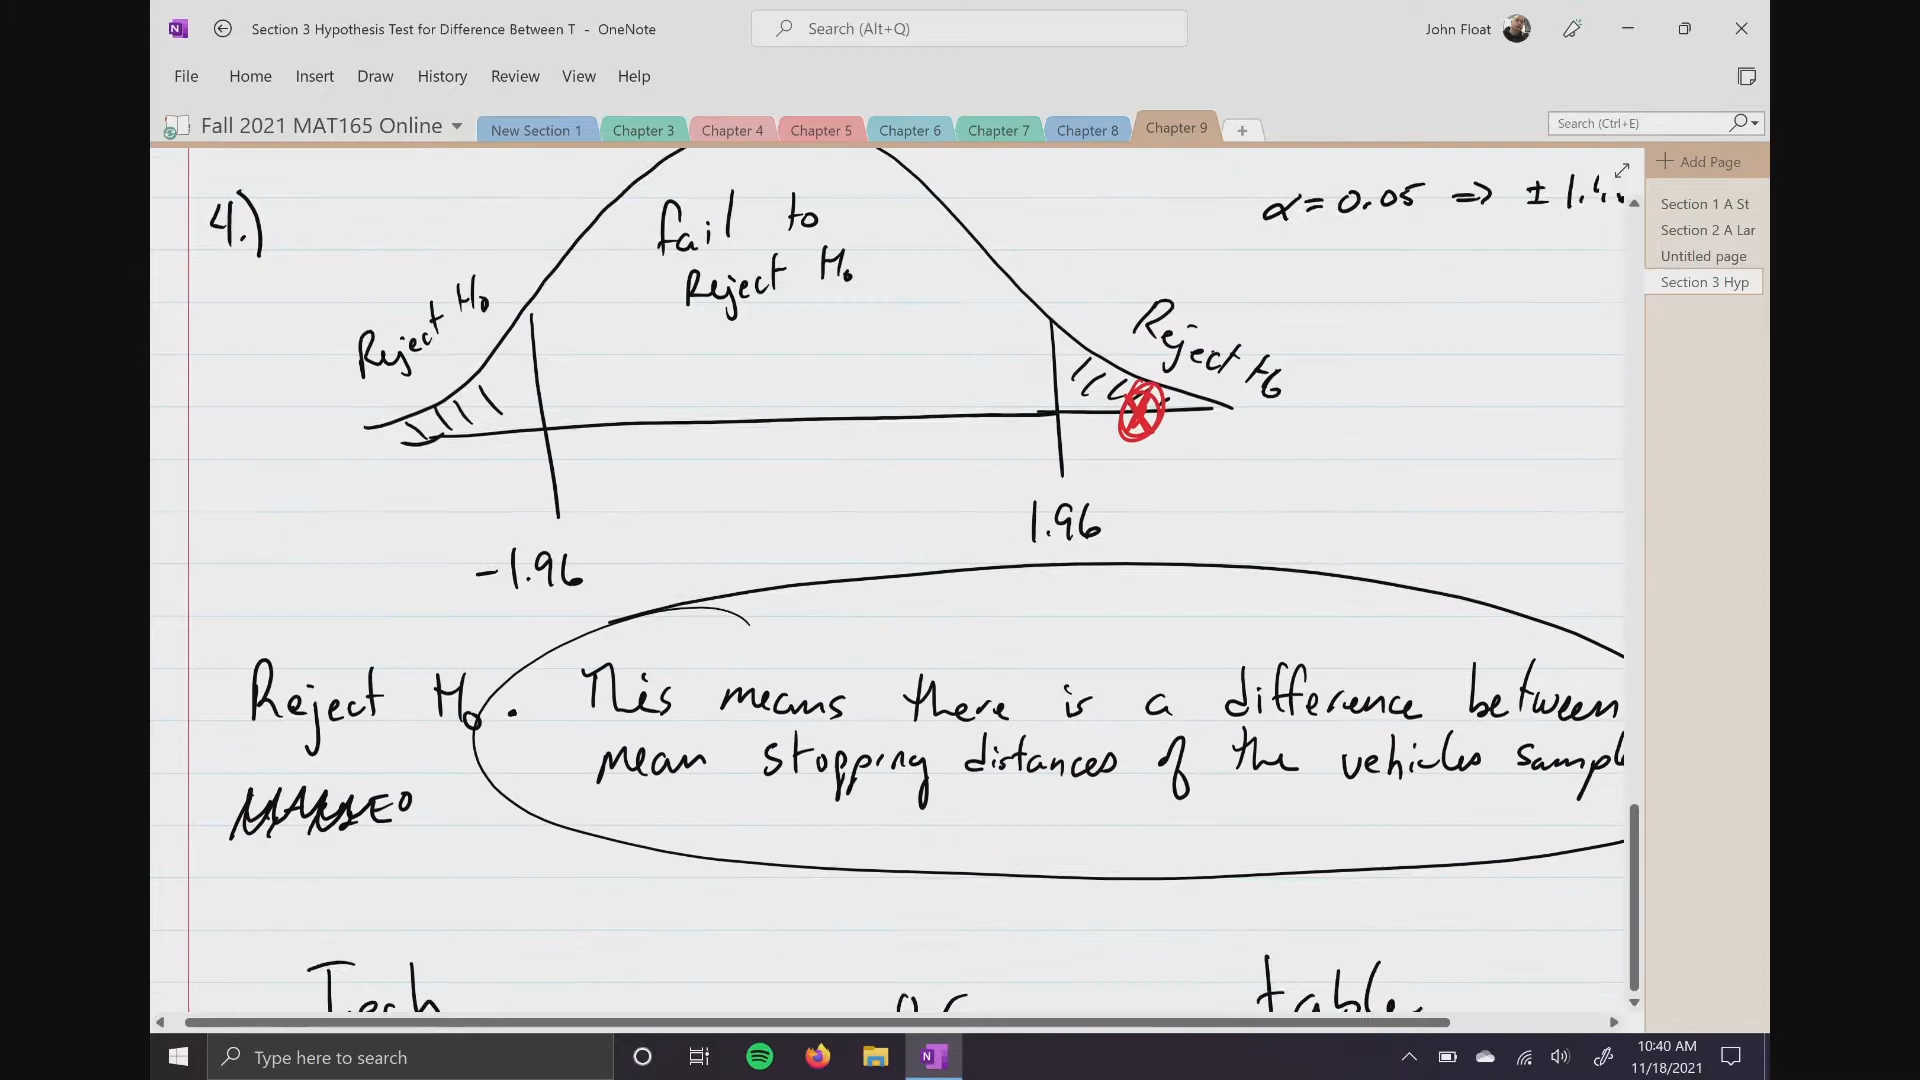 Section 3 Hypothesis Test for Difference Between T - OneNote
Search (Alt+Q)
John Float
File Home Insert Draw History Review View Help
Fall 2021 MAT165 Online
New Section 1 Chapter 3 Chapter 4 Chapter 5 Chapter 6 Chapter 7 Chapter 8 Chapter 9 +
Search (Ctrl+E)
Add Page
Section 1 A St
Section 2 A Lar
Untitled page
Section 3 Hyp
4.)
α = 0.05 ⇒ ±
fail to
Reject H₀
Reject H₀
Reject H₀
-1.96
1.96
Reject H₀. This means there is a difference between
mean stopping distances of the vehicles sampl
Tech or table
Type here to search
10:40 AM
11/18/2021